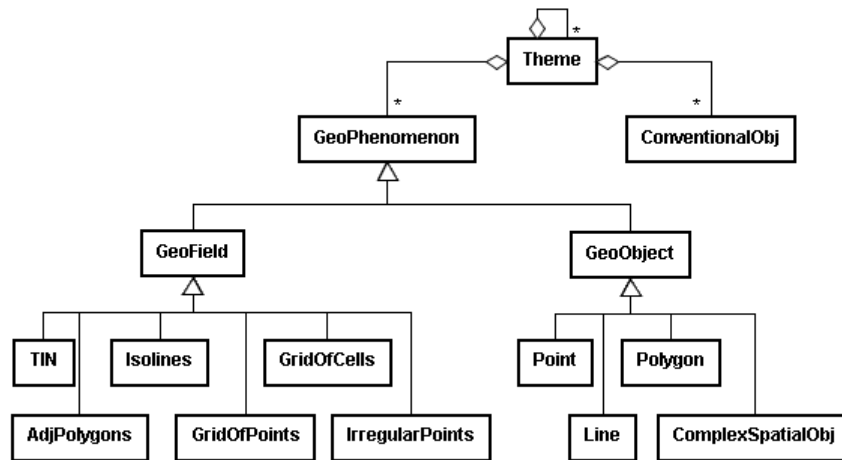 *
Theme
*
*
GeoPhenomenon
ConventionalObj
GeoField
GeoObject
TIN
Isolines
GridOfCells
Point
Polygon
AdjPolygons
GridOfPoints
IrregularPoints
Line
ComplexSpatialObj